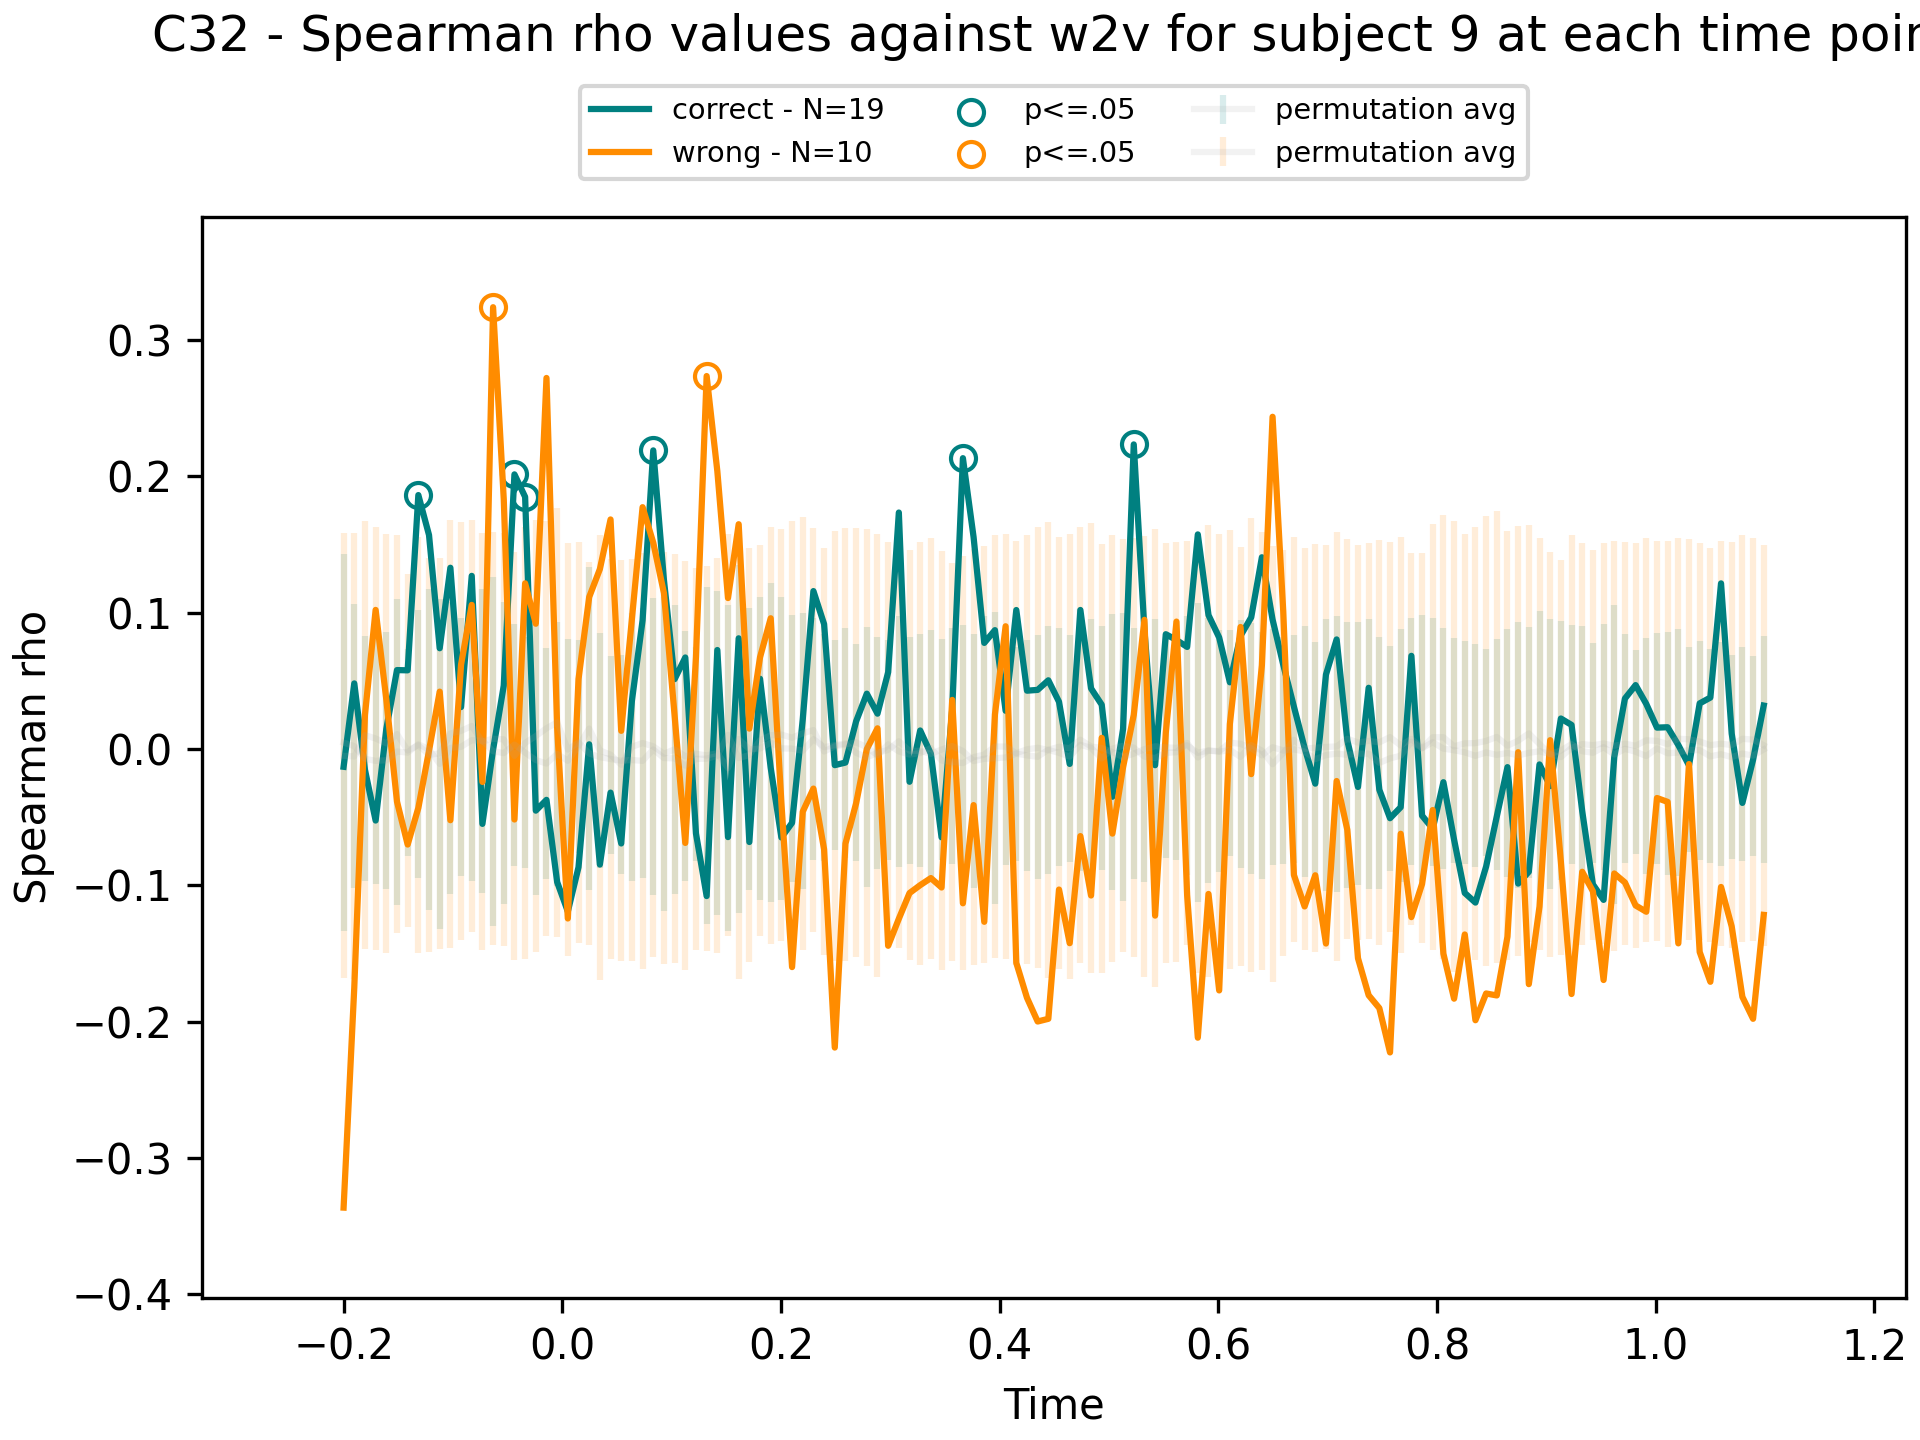 C32 - Spearman rho values against w2v for subject 9 at each time poin
correct - N=19 p<=.05 permutation avg
wrong - N=10 p<=.05 permutation avg
Spearman rho
0.3
0.2
0.1
0.0
−0.1
−0.2
−0.3
−0.4
−0.2 0.0 0.2 0.4 0.6 0.8 1.0 1.2
Time